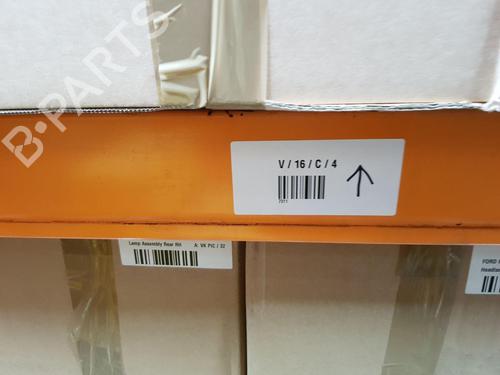 B-PARTS
V / 16 / C / 4
7311
Lamp Assembly Rear RH A: VK PIC / 32
FORD